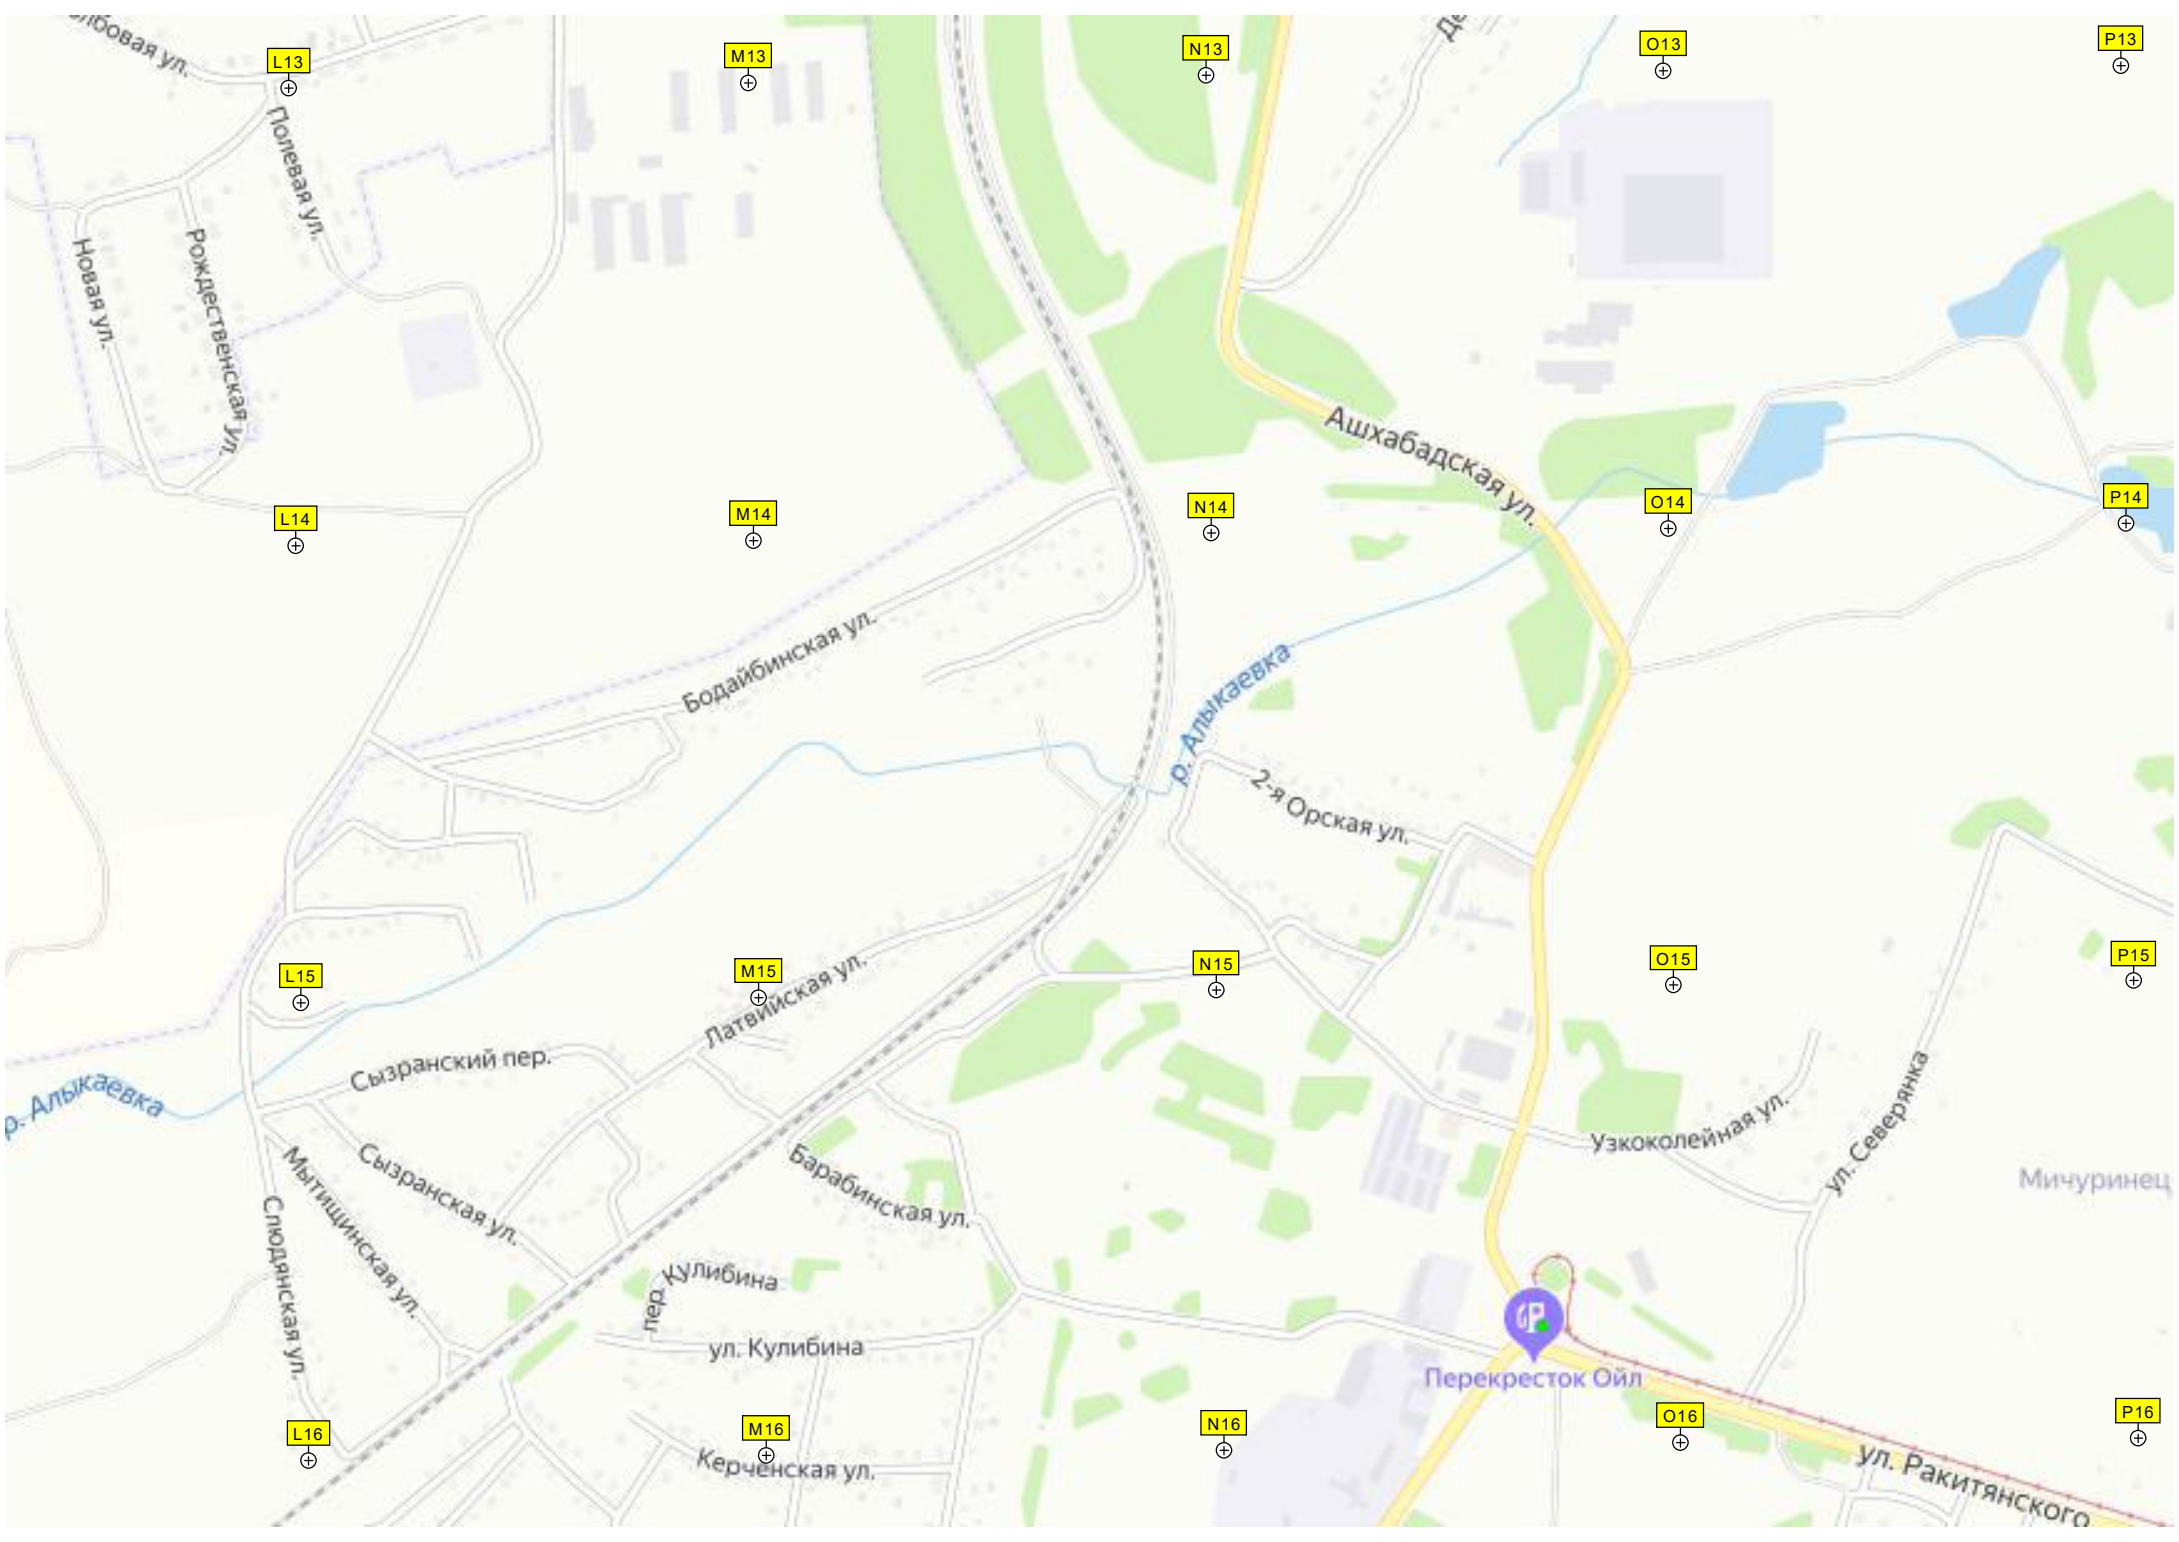 L13
M13
N13
O13
P13
Полевая ул.
Новая ул.
Рождественская ул.
Ашхабадская ул.
L14
M14
N14
O14
P14
Бодайбинская ул.
р. Алыкаевка
2-я Орская ул.
L15
M15
N15
O15
P15
Латвийская ул.
Сызранский пер.
р. Алыкаевка
Узкоколейная ул.
ул. Северянка
Мичуринец
Сызранская ул.
Мытищинская ул.
Слюдянская ул.
Барабинская ул.
пер. Кулибина
ул. Кулибина
Перекресток Ойл
L16
M16
N16
O16
P16
Керченская ул.
ул. Ракитянского